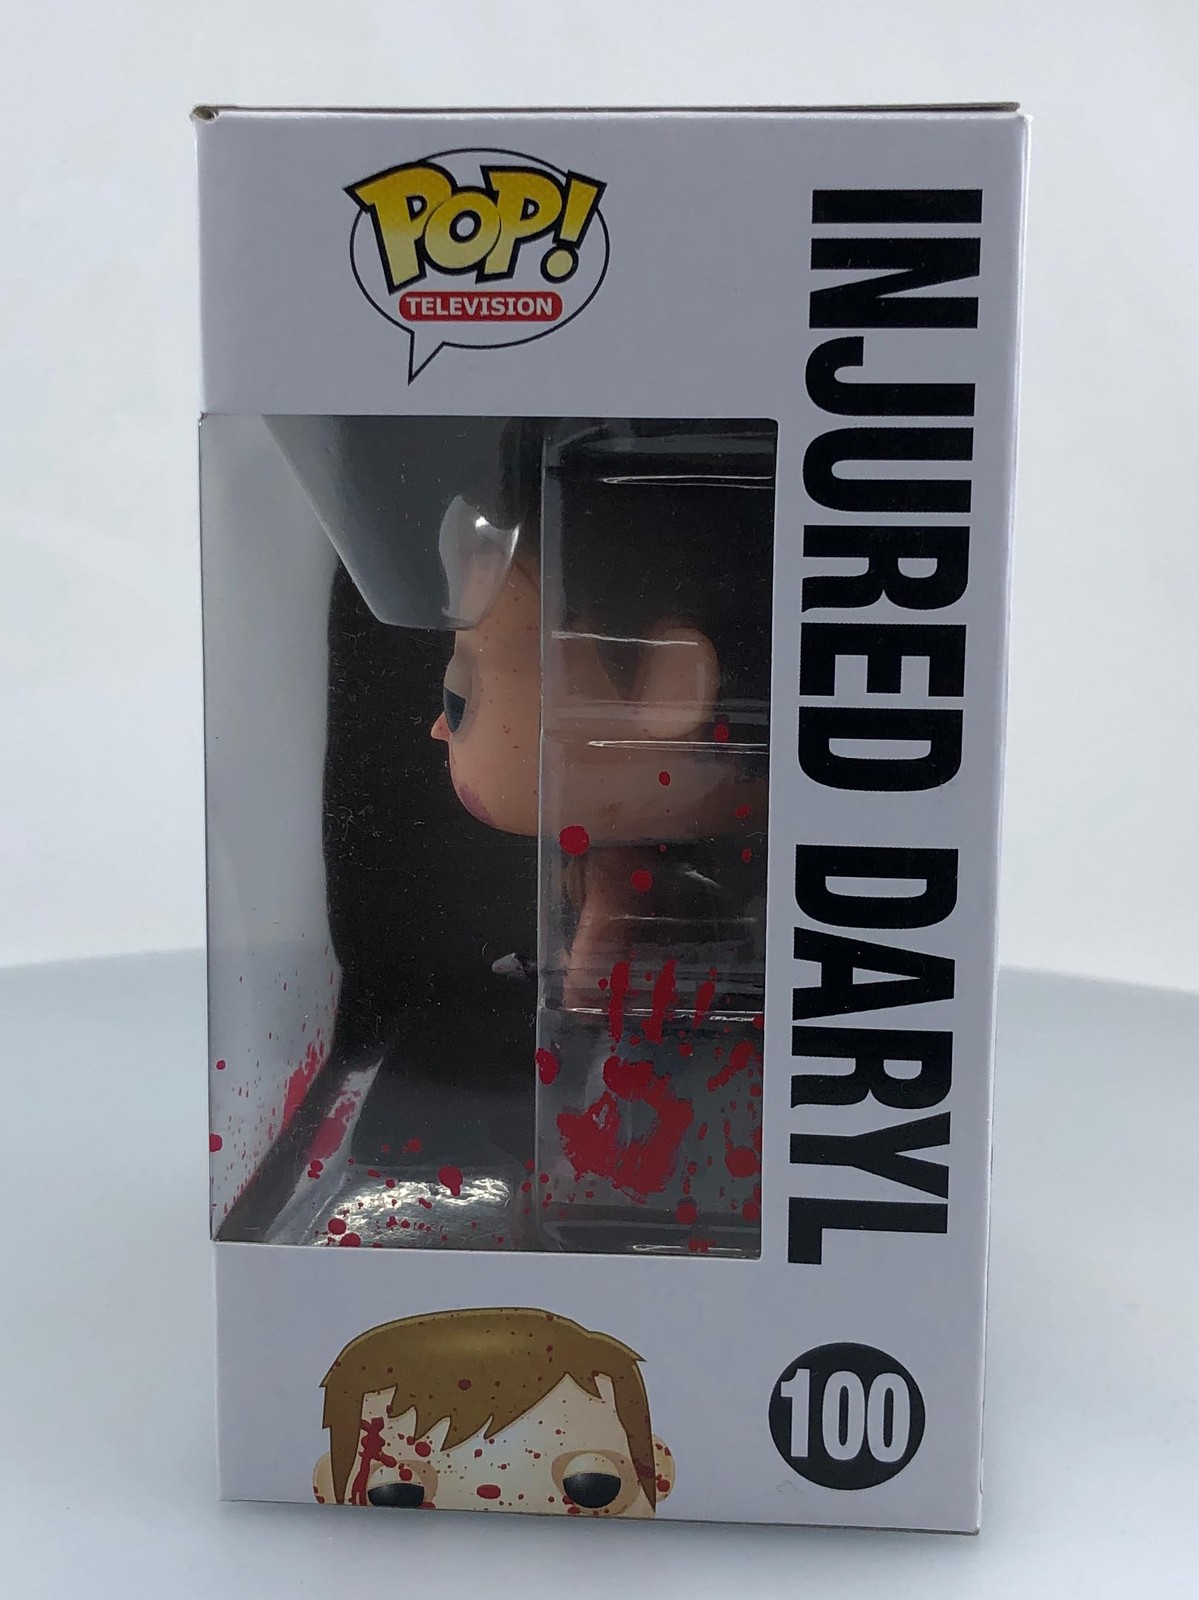 POP!
TELEVISION
INJURED DARYL
100